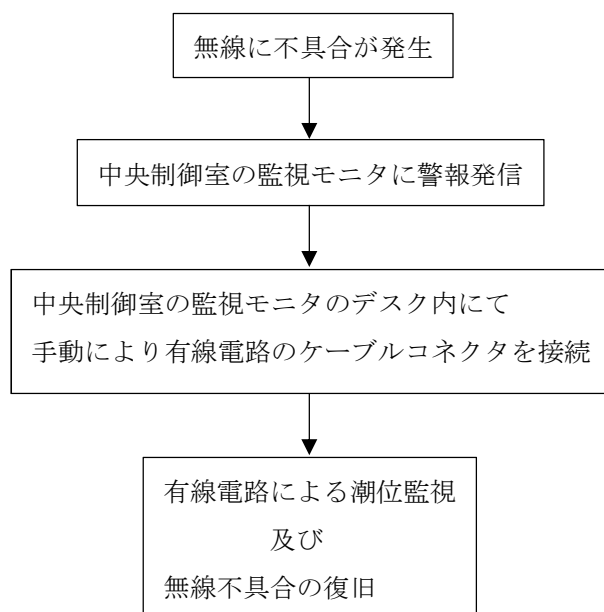 無線に不具合が発生
中央制御室の監視モニタに警報発信
中央制御室の監視モニタのデスク内にて
手動により有線電路のケーブルコネクタを接続
有線電路による潮位監視
及び
無線不具合の復旧